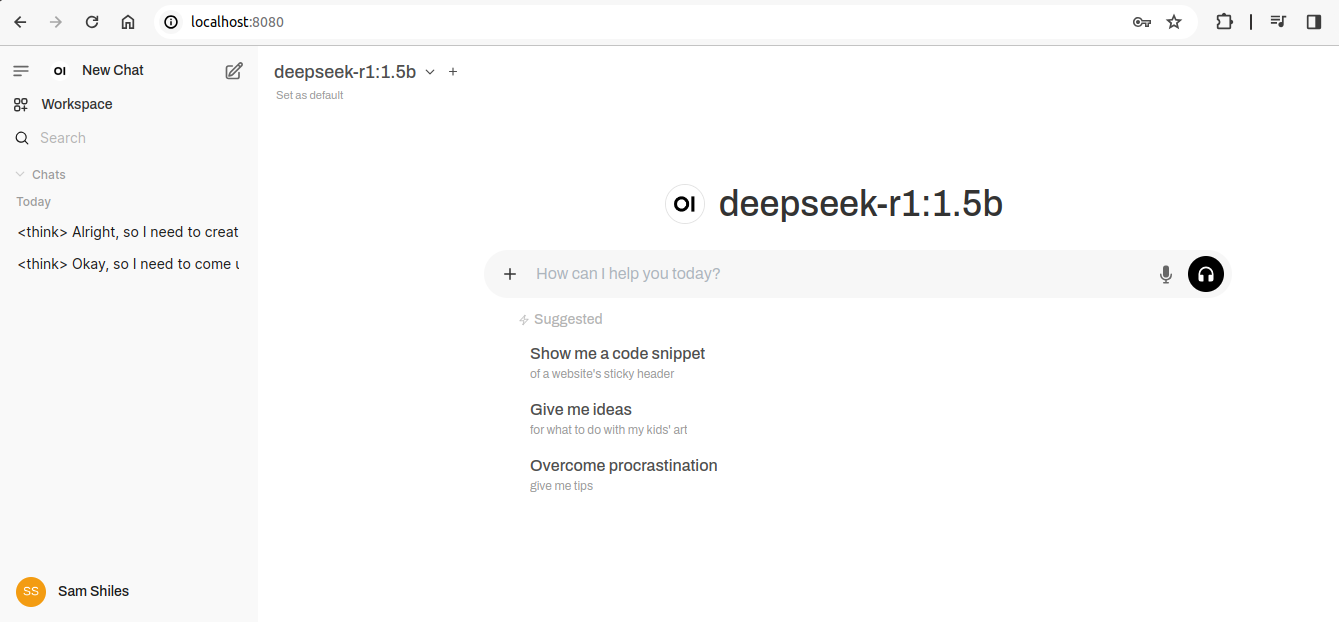 localhost:8080
OI New Chat
Workspace
Search
Chats
Today
<think> Alright, so I need to creat
<think> Okay, so I need to come u
SS Sam Shiles
deepseek-r1:1.5b
Set as default
OI deepseek-r1:1.5b
How can I help you today?
Suggested
Show me a code snippet
of a website's sticky header
Give me ideas
for what to do with my kids' art
Overcome procrastination
give me tips